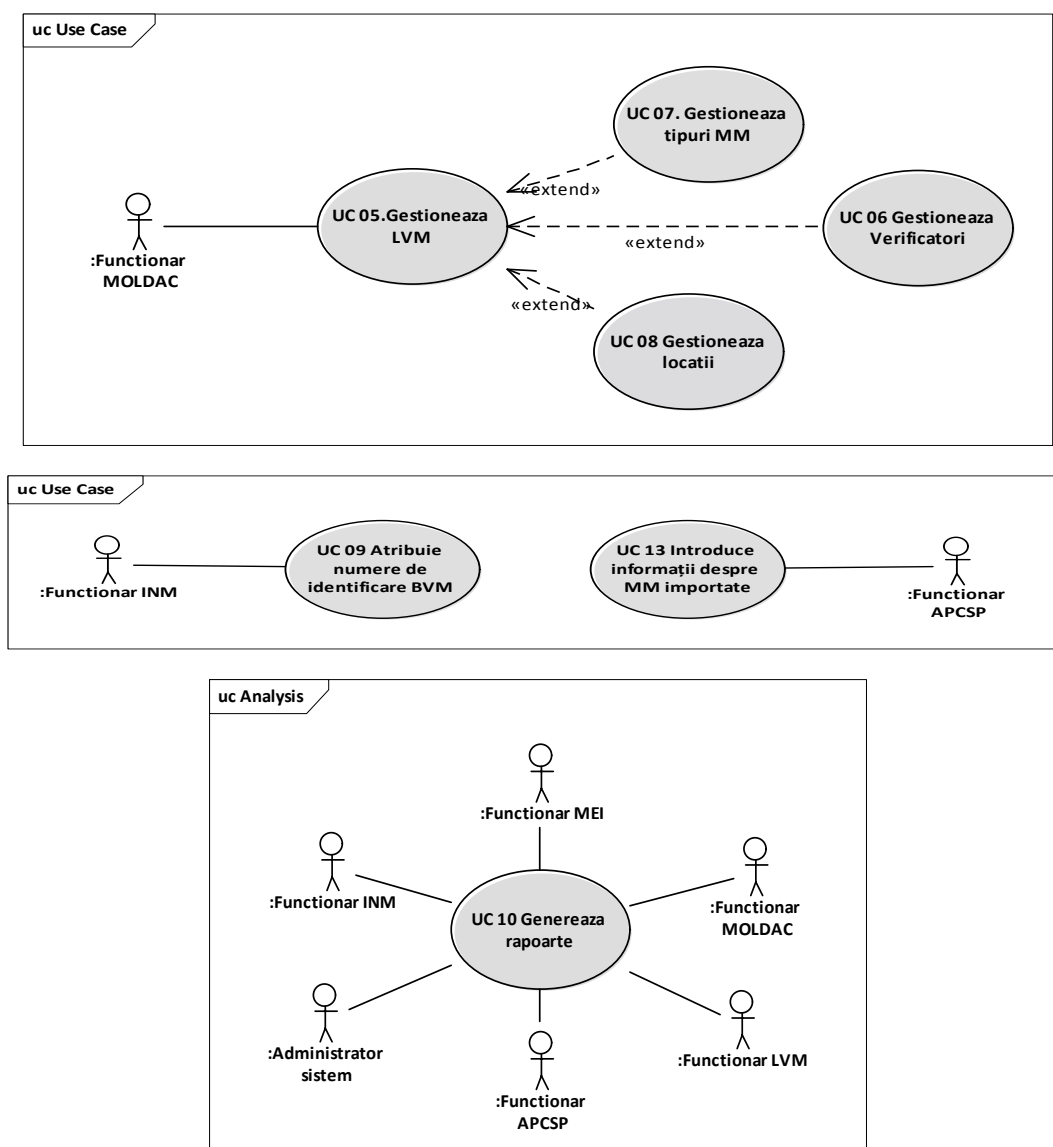 uc Use Case
UC 07. Gestioneaza
tipuri MM
«extend»
UC 05.Gestioneaza
LVM
UC 06 Gestioneaza
Verificatori
«extend»
:Functionar
MOLDAC
«extend»
UC 08 Gestioneaza
locatii
uc Use Case
UC 09 Atribuie
numere de
identificare BVM
UC 13 Introduce
informații despre
MM importate
:Functionar INM
:Functionar
APCSP
uc Analysis
:Functionar MEI
:Functionar INM
:Functionar
MOLDAC
UC 10 Genereaza
rapoarte
:Administrator
sistem
:Functionar LVM
:Functionar
APCSP